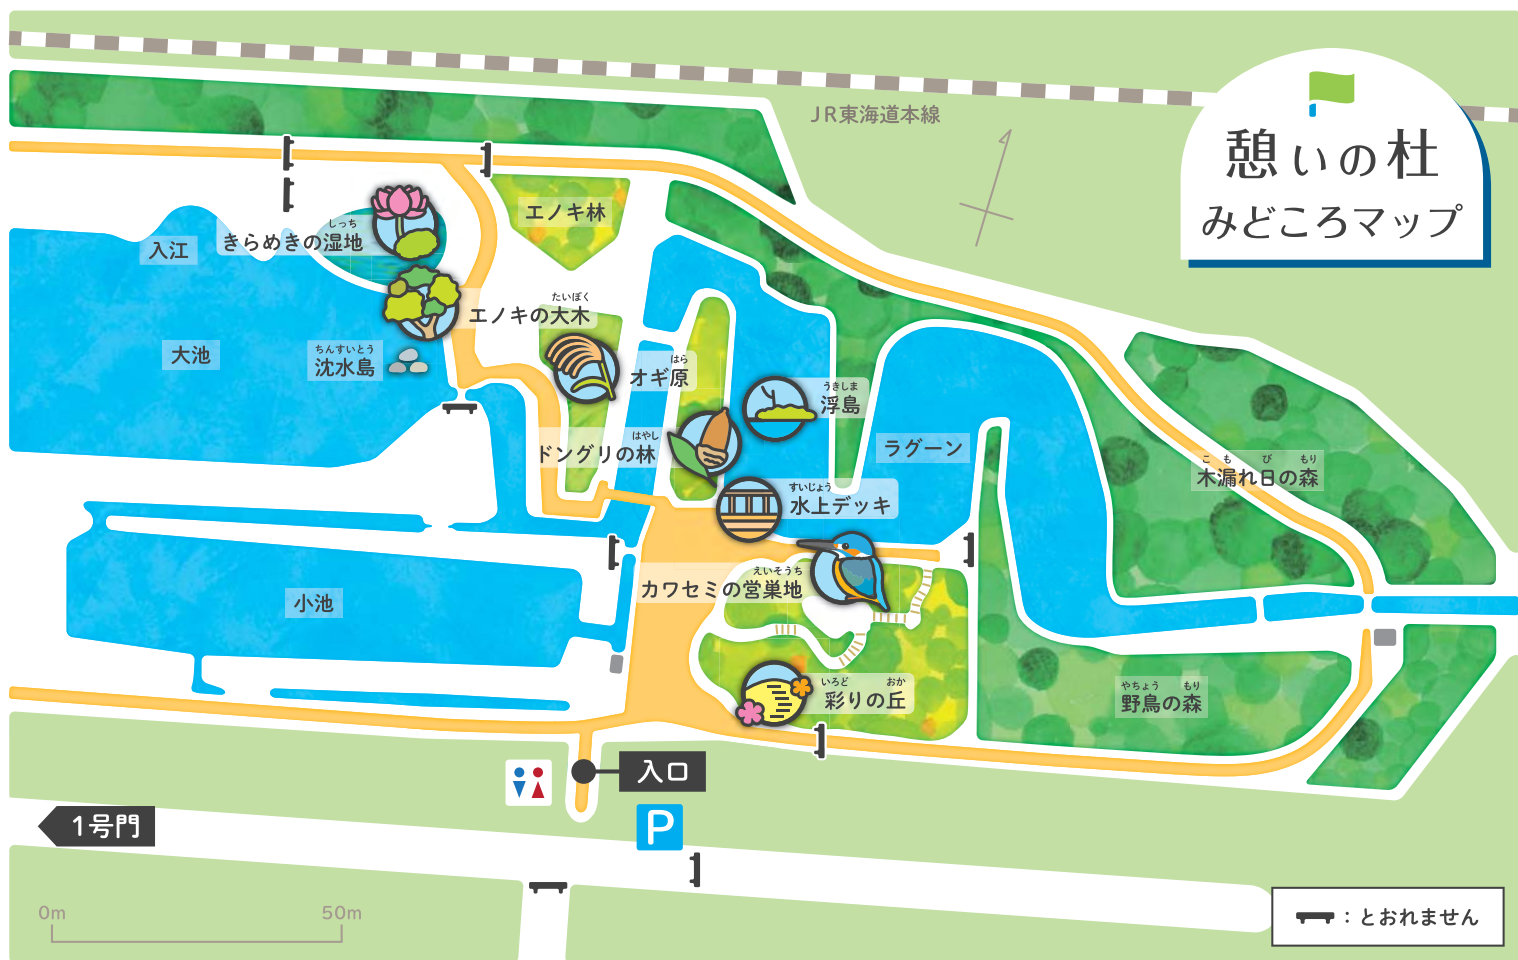 JR東海道本線
憩いの杜
みどころマップ
エノキ林
しっち
きらめきの湿地
入江
たいぼく
エノキの大木
ちんすいとう
沈水島
大池
はら
オギ原
うきしま
浮島
はやし
ドングリの林
ラグーン
こも び もり
木漏れ日の森
すいじょう
水上デッキ
えいそうち
カワセミの営巣地
小池
いろど おか
彩りの丘
やちょう もり
野鳥の森
入口
P
1号門
0m 50m
：とおれません